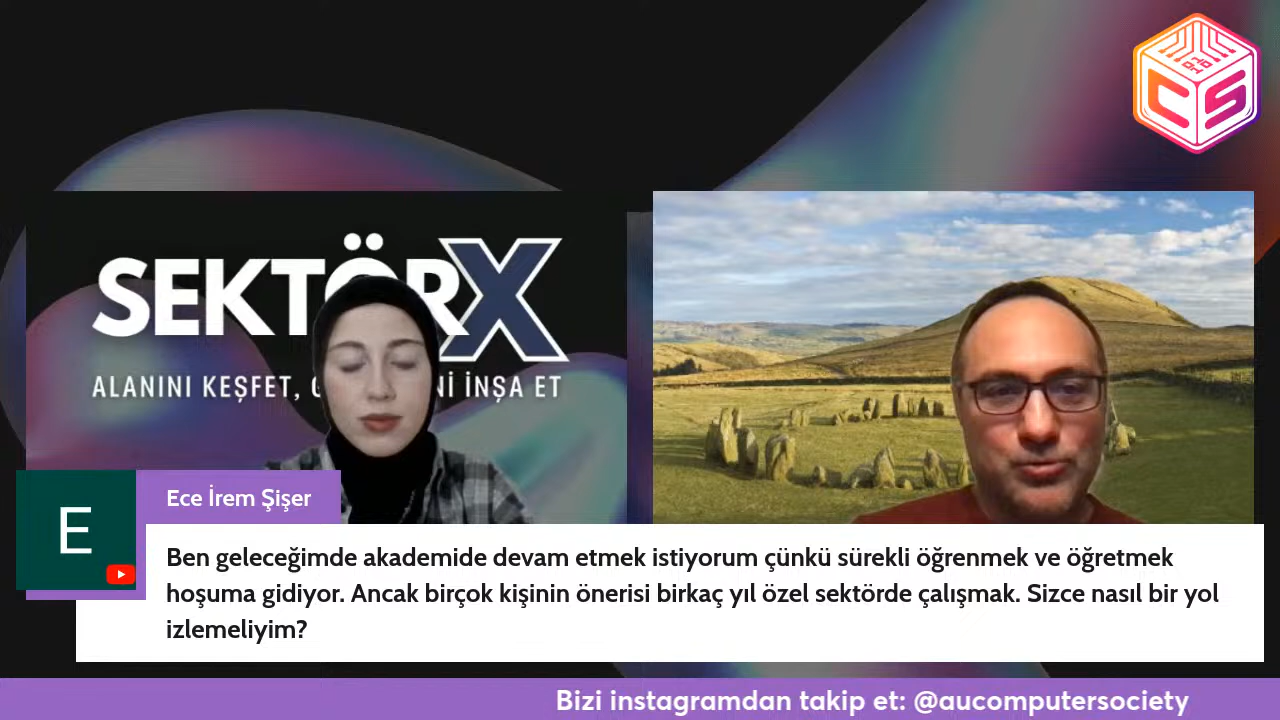 CS
SEKTÖRX
ALANINI KEŞFET, G Nİ İNŞA ET
E
Ece İrem Şişer
Ben geleceğimde akademide devam etmek istiyorum çünkü sürekli öğrenmek ve öğretmek
hoşuma gidiyor. Ancak birçok kişinin önerisi birkaç yıl özel sektörde çalışmak. Sizce nasıl bir yol
izlemeliyim?
Bizi instagramdan takip et: @aucomputersociety